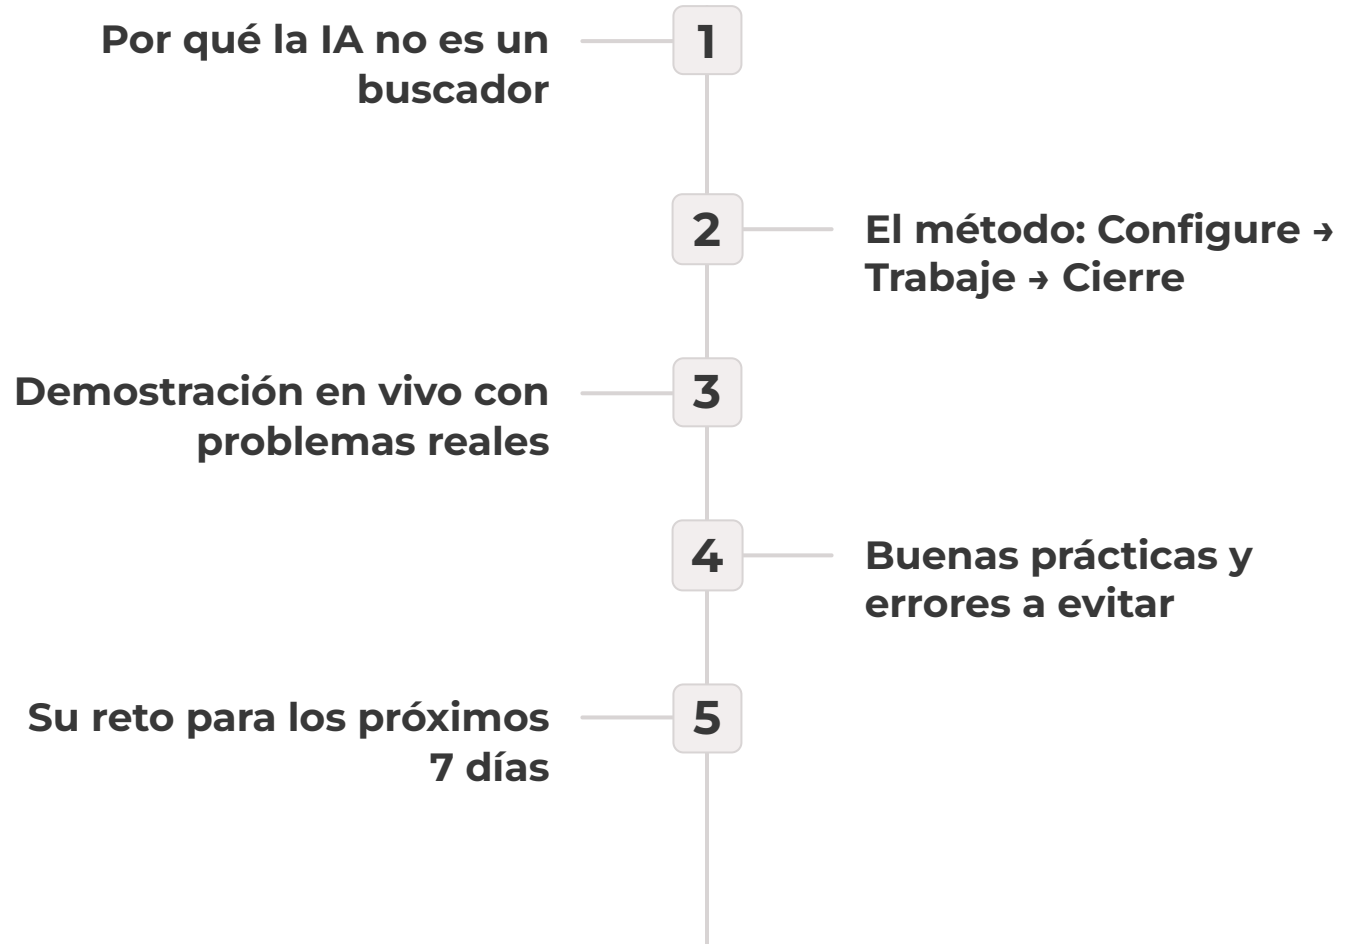 1
Por qué la IA no es un
buscador
2
El método: Configure →
Trabaje → Cierre
3
Demostración en vivo con
problemas reales
4
Buenas prácticas y
errores a evitar
5
Su reto para los próximos
7 días